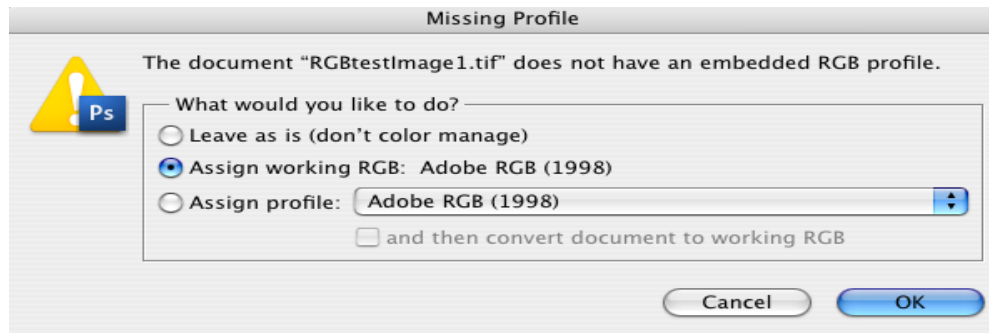 Missing Profile
The document “RGBtestImage1.tif” does not have an embedded RGB profile.
Ps
What would you like to do?
Leave as is (don’t color manage)
Assign working RGB: Adobe RGB (1998)
Assign profile: Adobe RGB (1998)
and then convert document to working RGB
Cancel OK